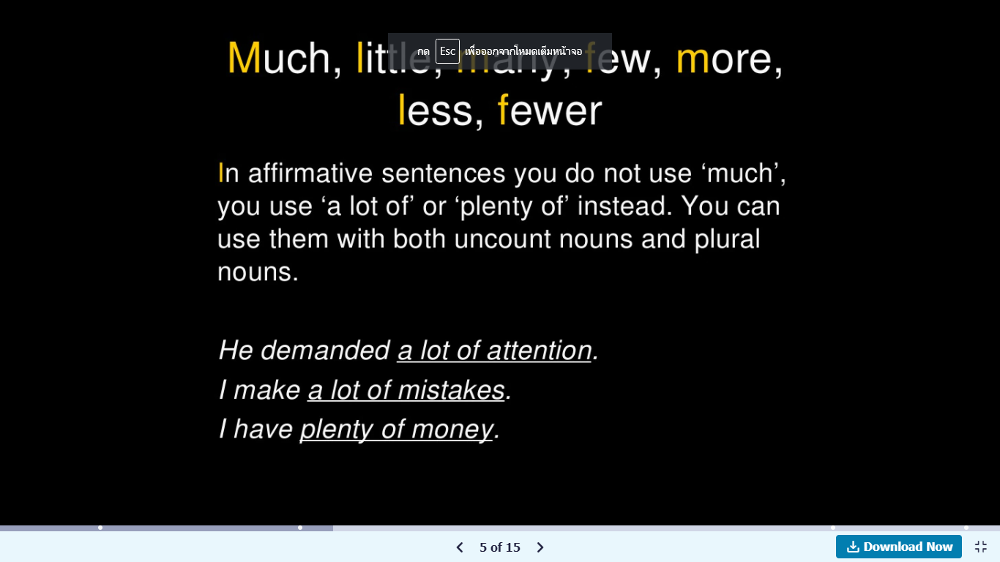 กด Esc เพื่อออกจากโหมดเต็มหน้าจอ
Much, little, many, few, more,
less, fewer
In affirmative sentences you do not use ‘much’,
you use ‘a lot of’ or ‘plenty of’ instead. You can
use them with both uncount nouns and plural
nouns.
He demanded a lot of attention.
I make a lot of mistakes.
I have plenty of money.
5 of 15
Download Now